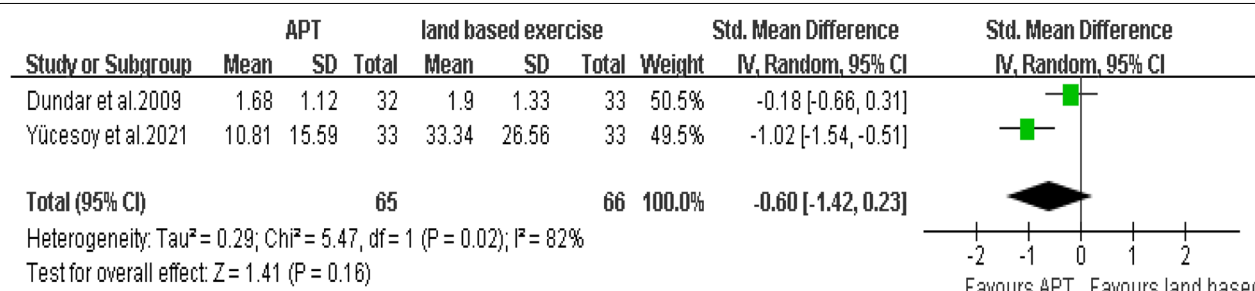 APT land based exercise Std. Mean Difference Std. Mean Difference
Study or Subgroup Mean SD Total Mean SD Total Weight IV, Random, 95% CI IV, Random, 95% CI
Dundar et al.2009 1.68 1.12 32 1.9 1.33 33 50.5% -0.18 [-0.66, 0.31]
Yücesoy et al.2021 10.81 15.59 33 33.34 26.56 33 49.5% -1.02 [-1.54, -0.51]
Total (95% CI) 65 66 100.0% -0.60 [-1.42, 0.23]
Heterogeneity: Tau² = 0.29; Chi² = 5.47, df = 1 (P = 0.02); I² = 82%
Test for overall effect: Z = 1.41 (P = 0.16)
-2 -1 0 1 2
Favours APT Favours land based